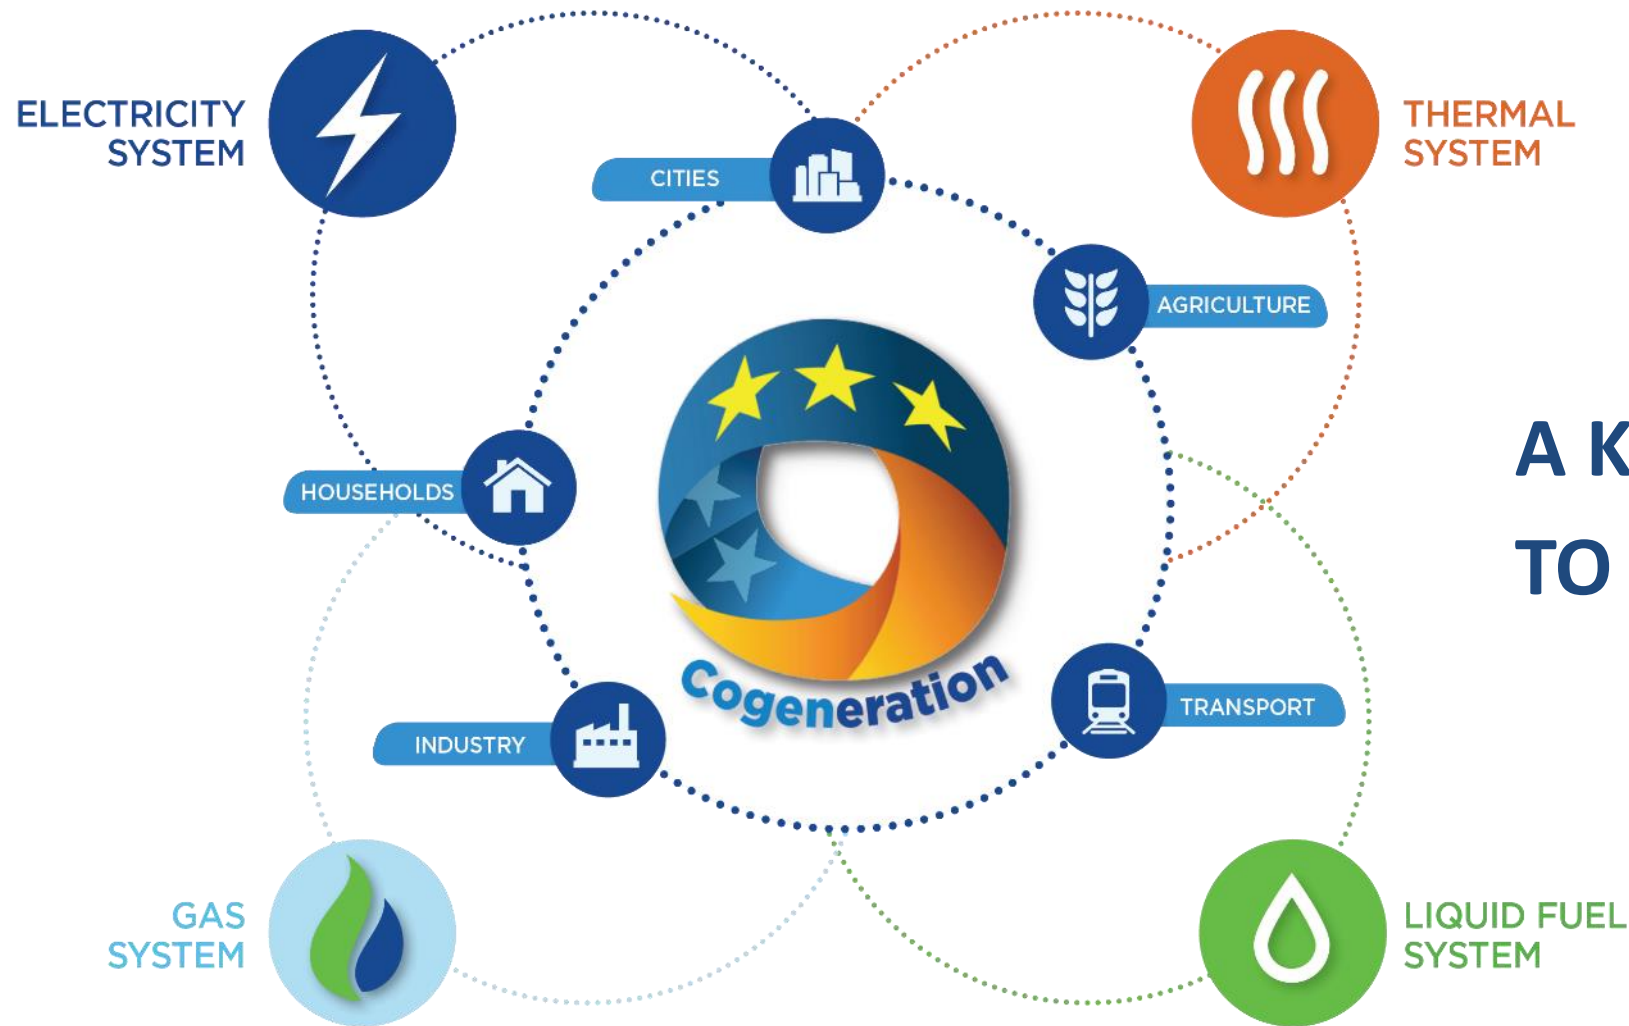 ELECTRICITY
SYSTEM
THERMAL
SYSTEM
CITIES
AGRICULTURE
A K
TO
HOUSEHOLDS
Cogeneration
TRANSPORT
INDUSTRY
GAS
SYSTEM
LIQUID FUEL
SYSTEM